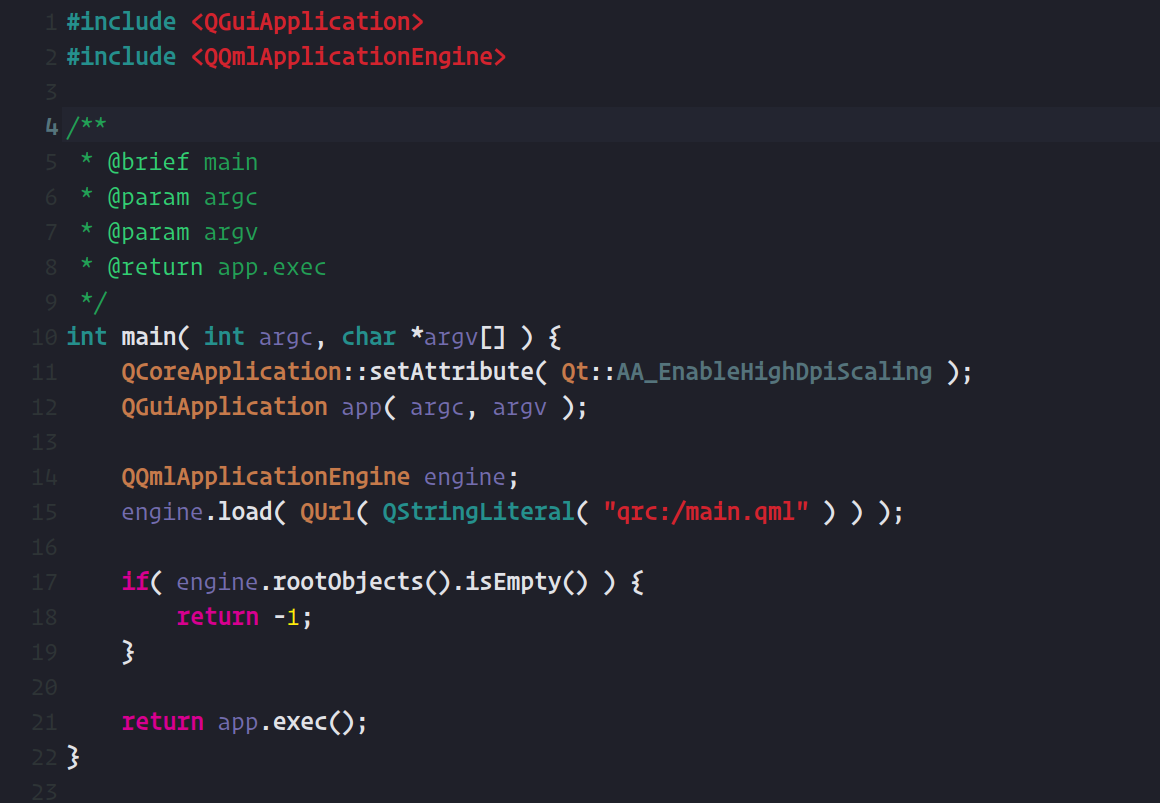 1 #include <QGuiApplication>
2 #include <QQmlApplicationEngine>
3
4 /**
5  * @brief main
6  * @param argc
7  * @param argv
8  * @return app.exec
9  */
10 int main( int argc, char *argv[] ) {
11     QCoreApplication::setAttribute( Qt::AA_EnableHighDpiScaling );
12     QGuiApplication app( argc, argv );
13
14     QQmlApplicationEngine engine;
15     engine.load( QUrl( QStringLiteral( "qrc:/main.qml" ) ) );
16
17     if( engine.rootObjects().isEmpty() ) {
18         return -1;
19     }
20
21     return app.exec();
22 }
23